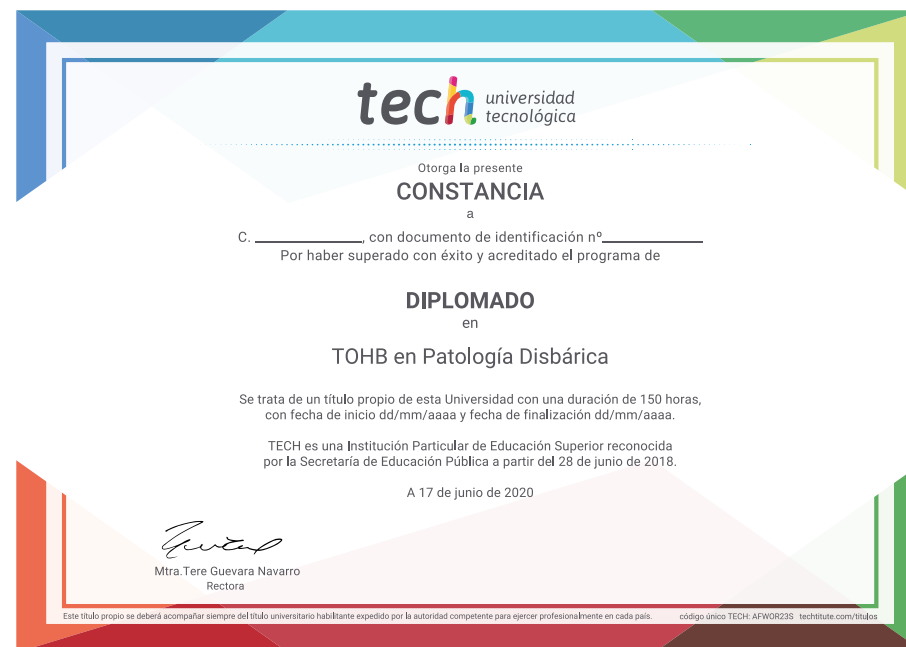 tech universidad
tecnológica
Otorga la presente
CONSTANCIA
a
C. ____________, con documento de identificación nº____________
Por haber superado con éxito y acreditado el programa de
DIPLOMADO
en
TOHB en Patología Disbárica
Se trata de un título propio de esta Universidad con una duración de 150 horas,
con fecha de inicio dd/mm/aaaa y fecha de finalización dd/mm/aaaa.
TECH es una Institución Particular de Educación Superior reconocida
por la Secretaría de Educación Pública a partir del 28 de junio de 2018.
A 17 de junio de 2020
Mtra.Tere Guevara Navarro
Rectora
Este título propio se deberá acompañar siempre del título universitario habilitante expedido por la autoridad competente para ejercer profesionalmente en cada país. código único TECH: AFWOR23S techtitute.com/titulos